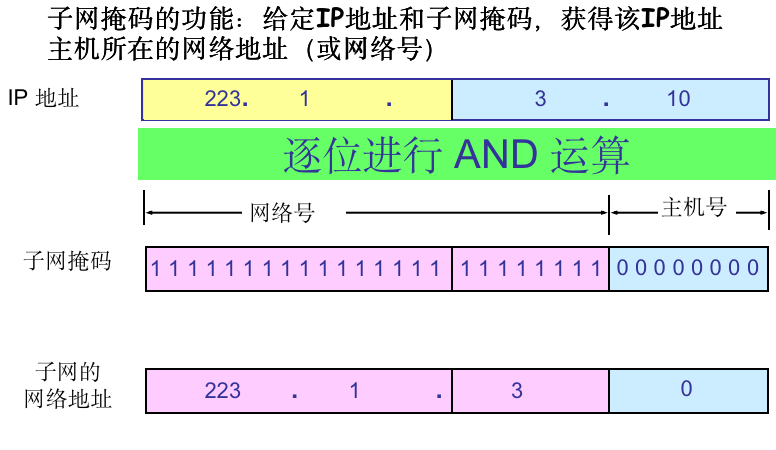 子网掩码的功能：给定IP地址和子网掩码，获得该IP地址
主机所在的网络地址（或网络号）
IP 地址 223. 1 . 3 . 10
逐位进行 AND 运算
网络号 主机号
子网掩码 1 1 1 1 1 1 1 1 1 1 1 1 1 1 1 1 1 1 1 1 1 1 1 1 0 0 0 0 0 0 0 0
子网的
网络地址 223 . 1 . 3 0